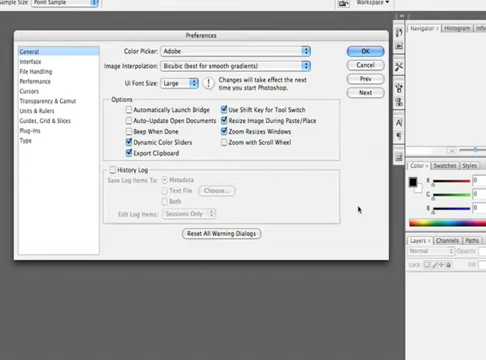 Sample Size: Point Sample
Workspace
Preferences
General
Interface
File Handling
Performance
Cursors
Transparency & Gamut
Units & Rulers
Guides, Grid & Slices
Plug-Ins
Type
Color Picker: Adobe
Image Interpolation: Bicubic (best for smooth gradients)
UI Font Size: Large
Changes will take effect the next
time you start Photoshop.
Options
Automatically Launch Bridge
Auto-Update Open Documents
Beep When Done
Dynamic Color Sliders
Export Clipboard
Use Shift Key for Tool Switch
Resize Image During Paste/Place
Zoom Resizes Windows
Zoom with Scroll Wheel
History Log
Save Log Items To: Metadata
Text File Choose...
Both
Edit Log Items: Sessions Only
Reset All Warning Dialogs
OK
Cancel
Prev
Next
Navigator × Histogram Info
Color × Swatches Styles
R 0
G 0
B 0
Layers × Channels Paths
Normal Opacity:
Lock: Fill: